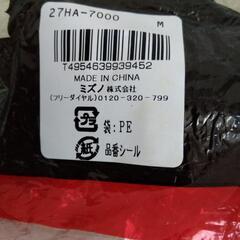 27HA-7000 M
T4954639939452
MADE IN CHINA
ミズノ株式会社
(フリーダイヤル)0120-320-799
プラ 袋:PE
紙 品番シール